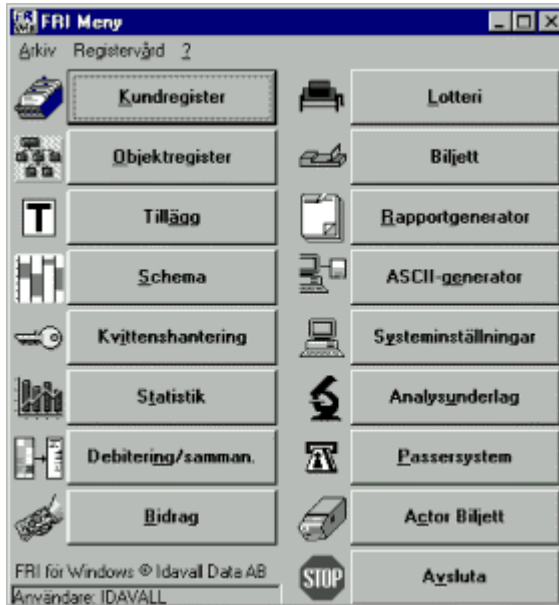 FRI Meny
Arkiv Registervård ?
Kundregister
Objektregister
Tillägg
Schema
Kvittenshantering
Statistik
Debitering/samman.
Bidrag
Lotteri
Biljett
Rapportgenerator
ASCII-generator
Systeminställningar
Analysunderlag
Passersystem
Actor Biljett
STOP
Avsluta
FRI för Windows © Idavall Data AB
Användare: IDAVALL
T